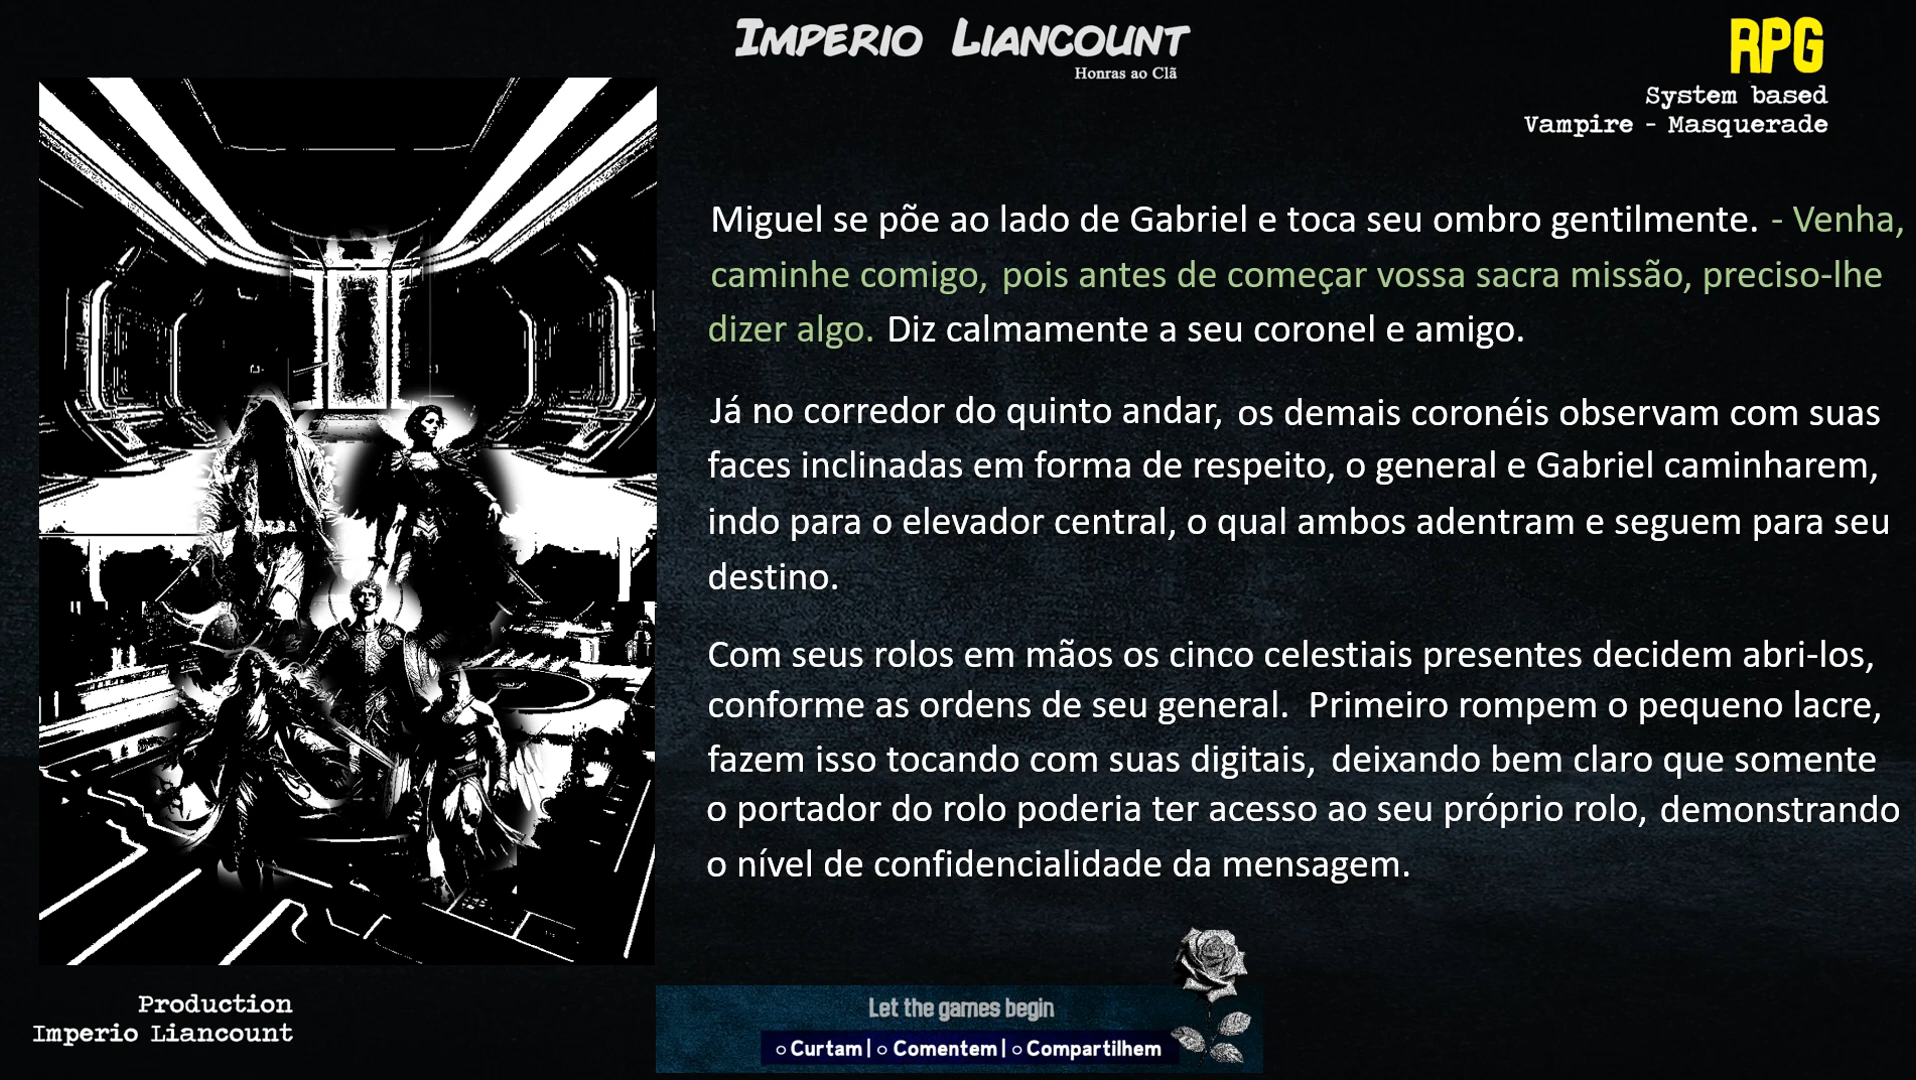 Imperio Liancount
Honras ao Clã
RPG
System based
Vampire - Masquerade
Miguel se põe ao lado de Gabriel e toca seu ombro gentilmente. - Venha,
caminhe comigo, pois antes de começar vossa sacra missão, preciso-lhe
dizer algo. Diz calmamente a seu coronel e amigo.
Já no corredor do quinto andar, os demais coronéis observam com suas
faces inclinadas em forma de respeito, o general e Gabriel caminharem,
indo para o elevador central, o qual ambos adentram e seguem para seu
destino.
Com seus rolos em mãos os cinco celestiais presentes decidem abri-los,
conforme as ordens de seu general. Primeiro rompem o pequeno lacre,
fazem isso tocando com suas digitais, deixando bem claro que somente
o portador do rolo poderia ter acesso ao seu próprio rolo, demonstrando
o nível de confidencialidade da mensagem.
Production
Imperio Liancount
Let the games begin
○ Curtam | ○ Comentem | ○ Compartilhem